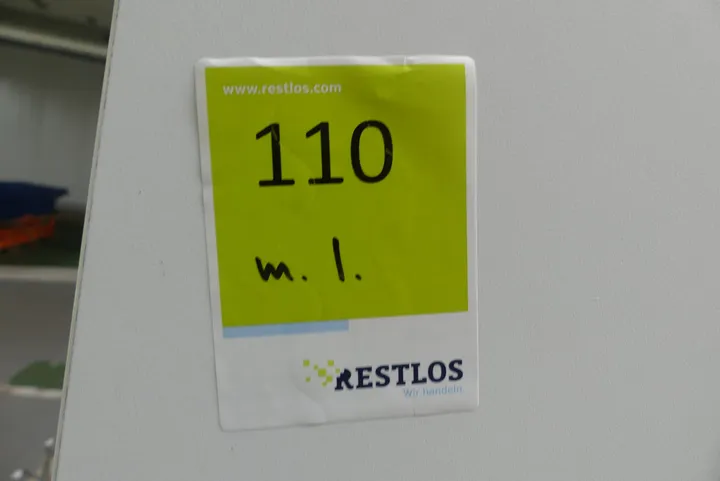 www.restlos.com
110
m. l.
RESTLOS
Wir handeln.